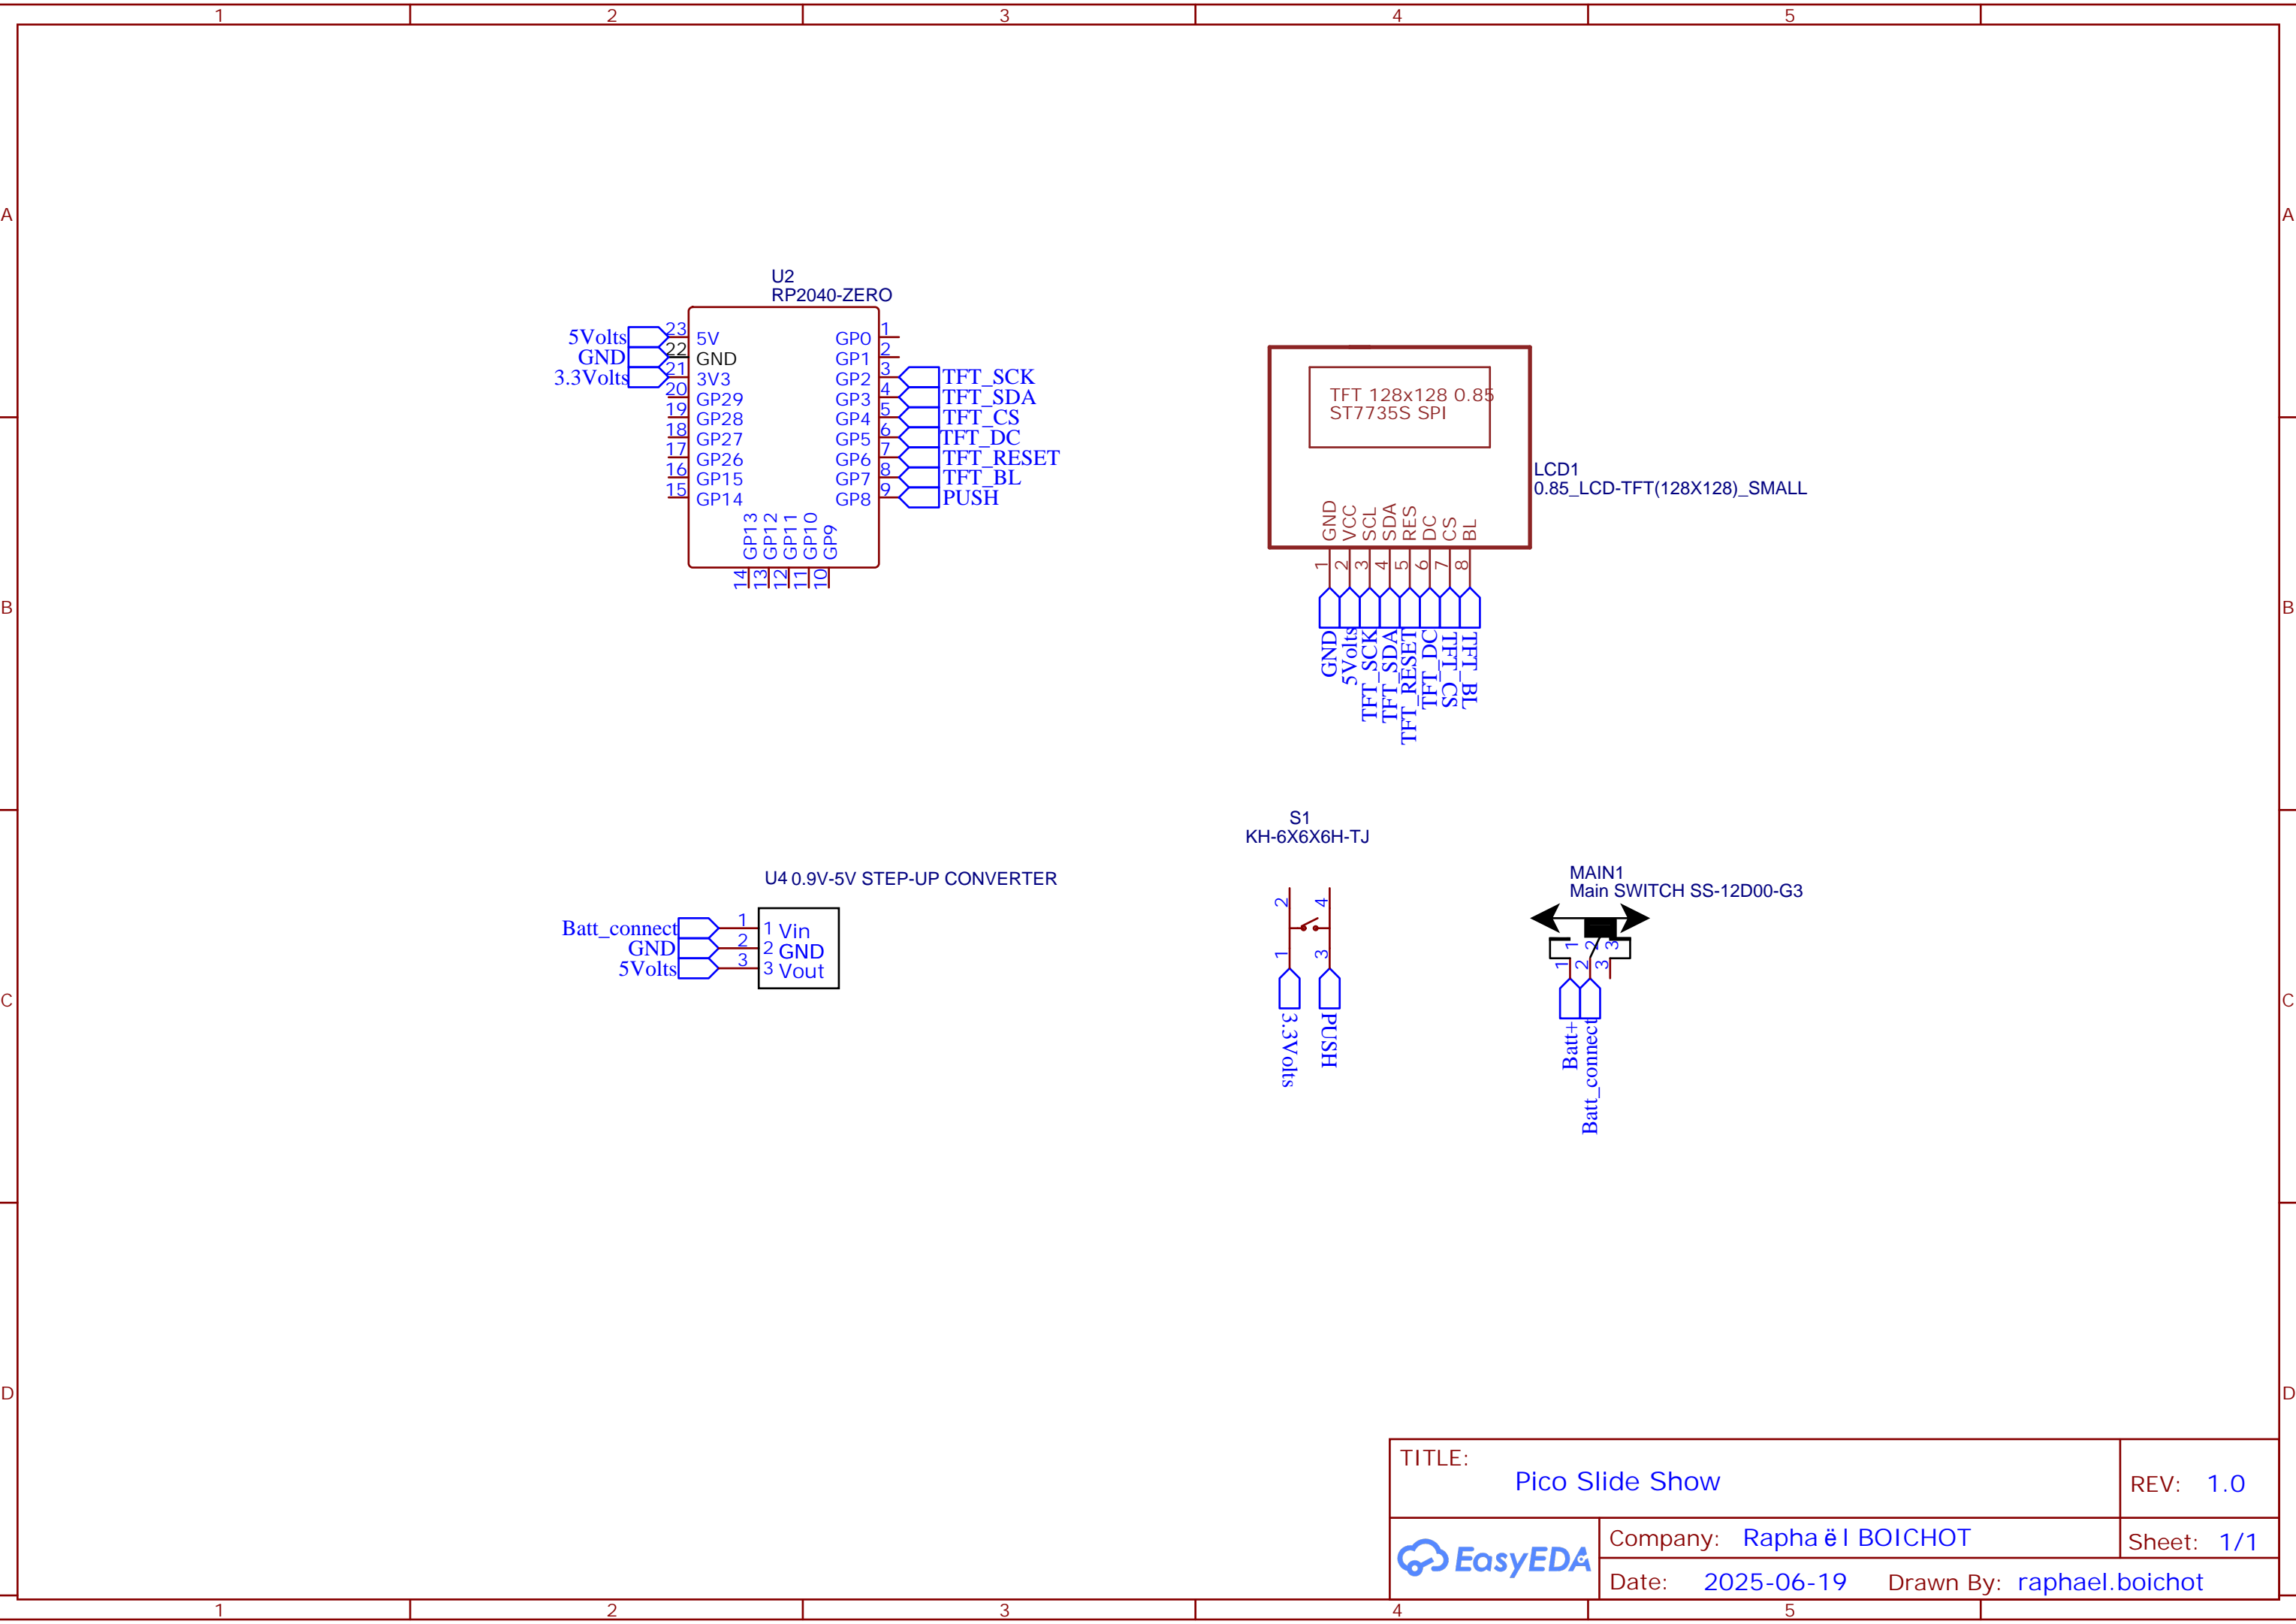 1 2 3 4 5
A A
B B
C C
D D
U2
RP2040-ZERO
5Volts 23 5V GP0 1
GND 22 GND GP1 2
3.3Volts 21 3V3 GP2 3 TFT_SCK
20 GP29 GP3 4 TFT_SDA
19 GP28 GP4 5 TFT_CS
18 GP27 GP5 6 TFT_DC
17 GP26 GP6 7 TFT_RESET
16 GP15 GP7 8 TFT_BL
15 GP14 GP8 9 PUSH
GP13 GP12 GP11 GP10 GP9
14 13 12 11 10
TFT 128x128 0.85
ST7735S SPI
LCD1
0.85_LCD-TFT(128X128)_SMALL
GND VCC SCL SDA RES DC CS BL
1 2 3 4 5 6 7 8
GND 5Volts TFT_SCK TFT_SDA TFT_RESET TFT_DC TFT_CS TFT_BL
U4 0.9V-5V STEP-UP CONVERTER
Batt_connect 1 1 Vin
GND 2 2 GND
5Volts 3 3 Vout
S1
KH-6X6X6H-TJ
2 4
1 3
3.3Volts PUSH
MAIN1
Main SWITCH SS-12D00-G3
1 2 3
1 2 3
Batt+ Batt_connect
TITLE:
Pico Slide Show
REV: 1.0
EasyEDA
Company: Raphaël BOICHOT
Sheet: 1/1
Date: 2025-06-19 Drawn By: raphael.boichot
1 2 3 4 5